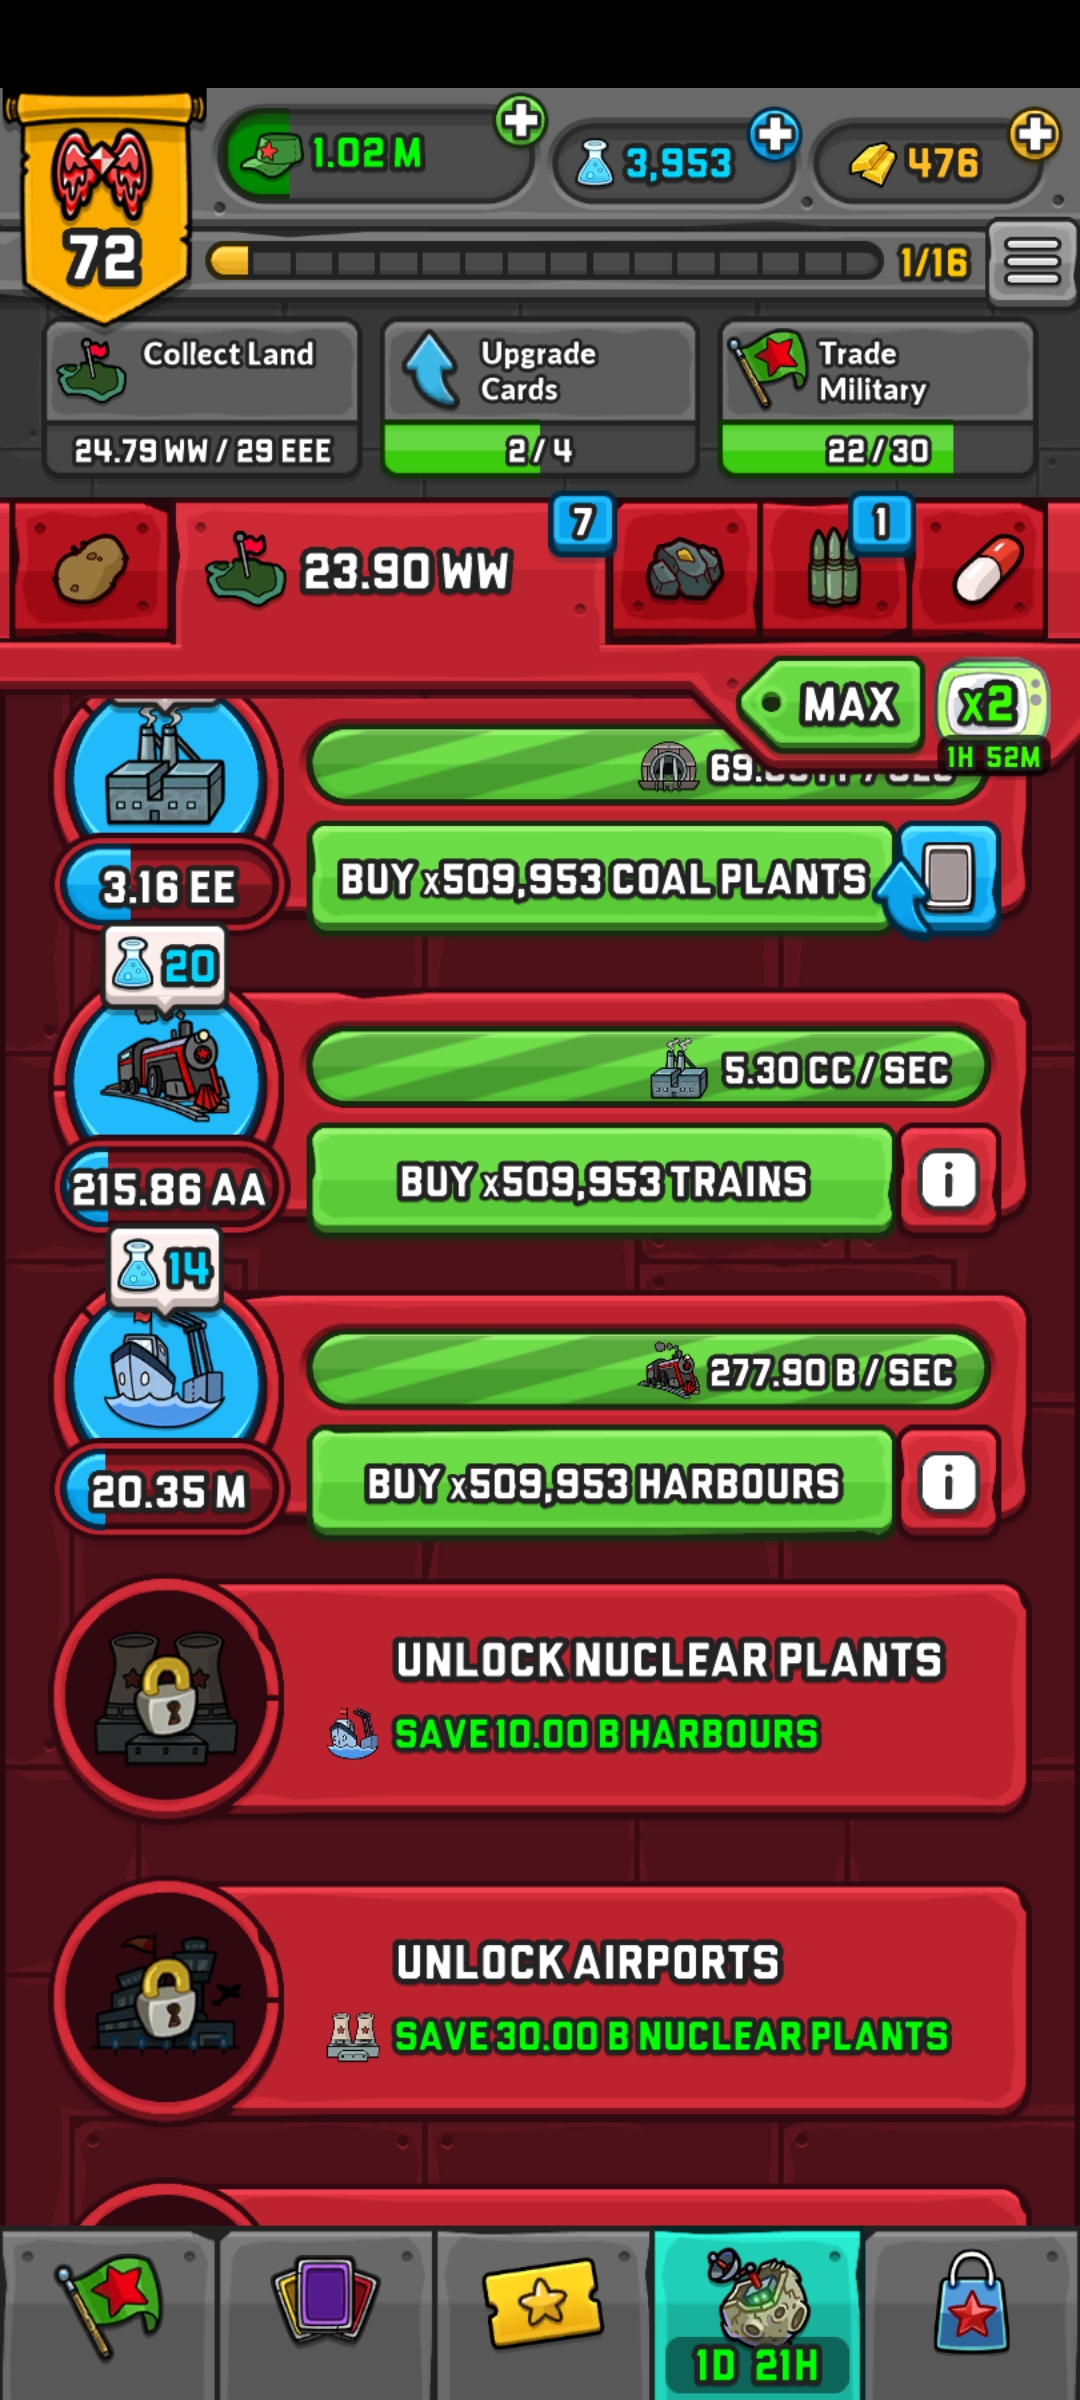 1.02 M
3,953
476
72
1/16
Collect Land
24.79 WW / 29 EEE
Upgrade
Cards
2/4
Trade
Military
22/30
23.90 WW
7
1
MAX
x2
1H 52M
3.16 EE
BUY x509,953 COAL PLANTS
20
5.30 CC / SEC
215.86 AA
BUY x509,953 TRAINS
i
14
277.90 B / SEC
20.35 M
BUY x509,953 HARBOURS
i
UNLOCK NUCLEAR PLANTS
SAVE 10.00 B HARBOURS
UNLOCK AIRPORTS
SAVE 30.00 B NUCLEAR PLANTS
1D 21H